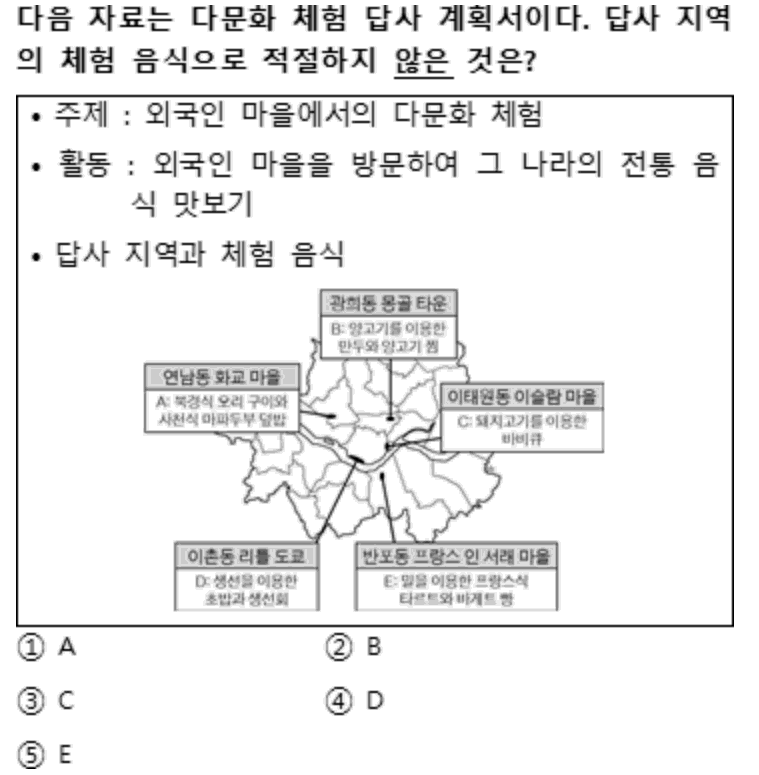 다음 자료는 다문화 체험 답사 계획서이다. 답사 지역
의 체험 음식으로 적절하지 않은 것은?
• 주제 : 외국인 마을에서의 다문화 체험
• 활동 : 외국인 마을을 방문하여 그 나라의 전통 음
식 맛보기
• 답사 지역과 체험 음식
광희동 몽골 타운
B: 양고기를 이용한
만두와 양고기 찜
연남동 화교 마을
A: 북경식 오리 구이와
사천식 마파두부 덮밥
이태원동 이슬람 마을
C: 돼지고기를 이용한
바비큐
이촌동 리틀 도쿄
D: 생선을 이용한
초밥과 생선회
반포동 프랑스 인 서래 마을
E: 밀을 이용한 프랑스식
타르트와 바게트 빵
① A
② B
③ C
④ D
⑤ E